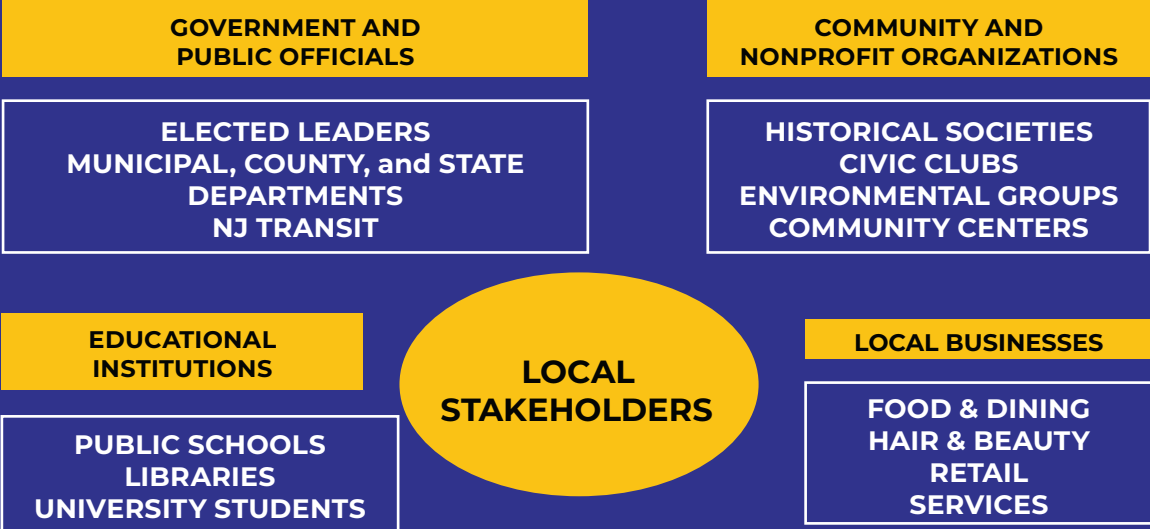 GOVERNMENT AND
PUBLIC OFFICIALS
ELECTED LEADERS
MUNICIPAL, COUNTY, and STATE
DEPARTMENTS
NJ TRANSIT
COMMUNITY AND
NONPROFIT ORGANIZATIONS
HISTORICAL SOCIETIES
CIVIC CLUBS
ENVIRONMENTAL GROUPS
COMMUNITY CENTERS
EDUCATIONAL
INSTITUTIONS
PUBLIC SCHOOLS
LIBRARIES
UNIVERSITY STUDENTS
LOCAL
STAKEHOLDERS
LOCAL BUSINESSES
FOOD & DINING
HAIR & BEAUTY
RETAIL
SERVICES